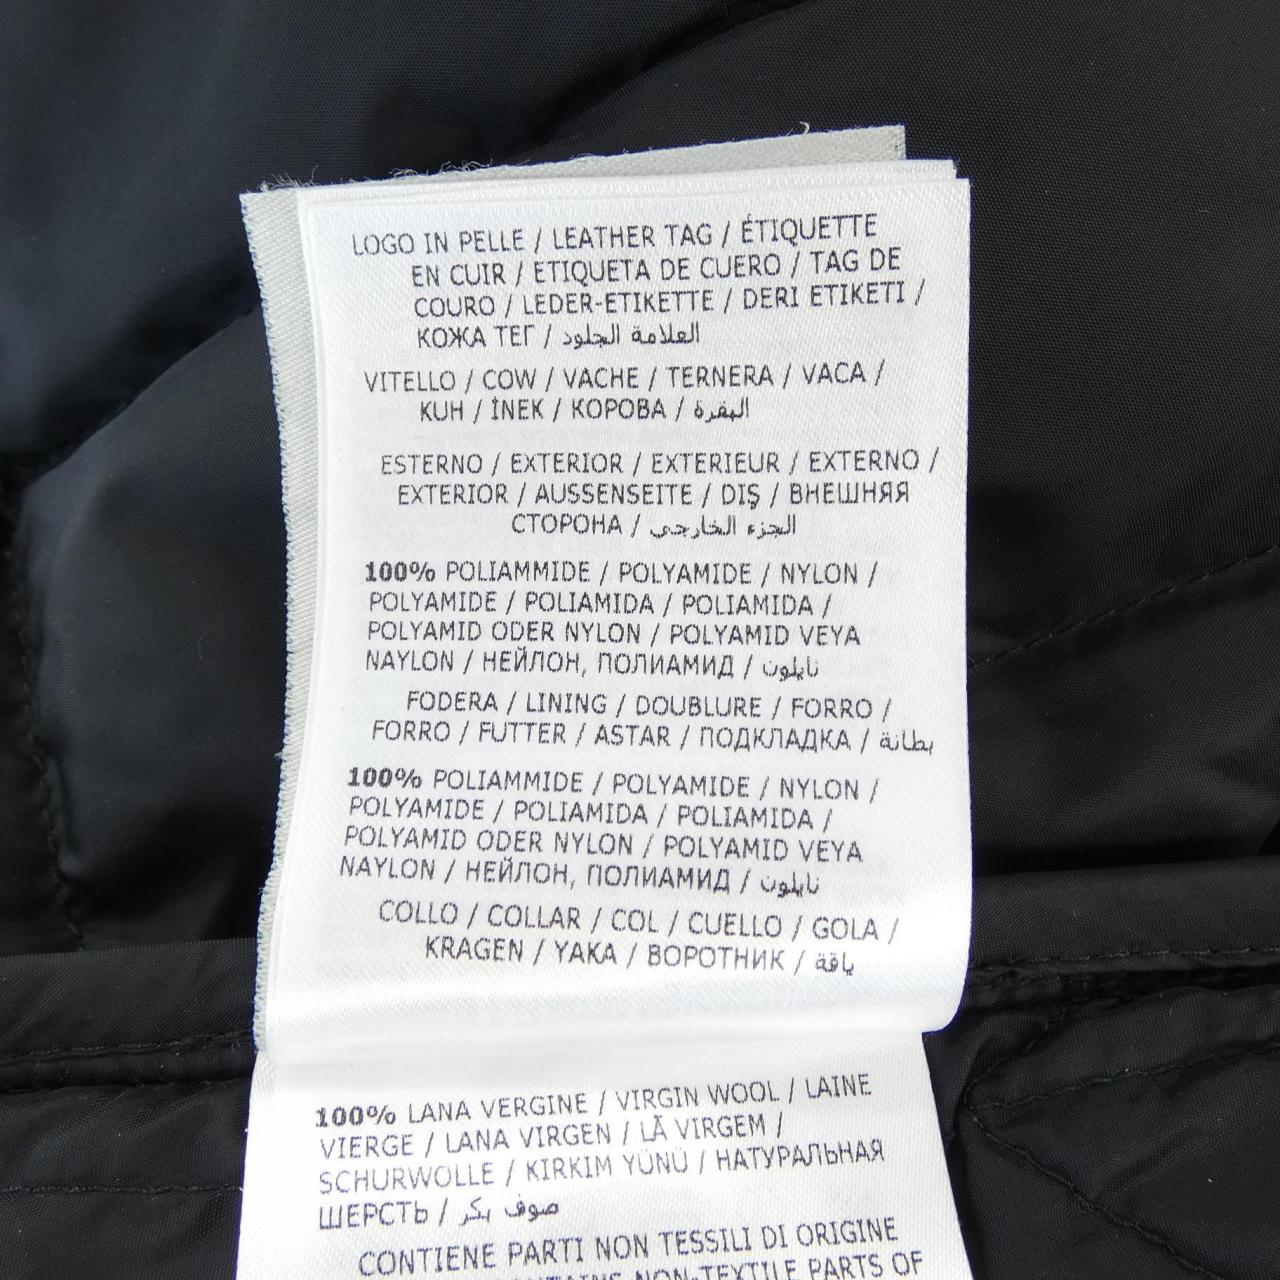 LOGO IN PELLE / LEATHER TAG / ÉTIQUETTE
EN CUIR / ETIQUETA DE CUERO / TAG DE
COURO / LEDER-ETIKETTE / DERI ETIKETI /
КОЖА ТЕГ / العلامة الجلود
VITELLO / COW / VACHE / TERNERA / VACA /
KUH / İNEK / КОРОВА / البقرة
ESTERNO / EXTERIOR / EXTERIEUR / EXTERNO /
EXTERIOR / AUSSENSEITE / DIŞ / ВНЕШНЯЯ
СТОРОНА / الجزء الخارجي
100% POLIAMMIDE / POLYAMIDE / NYLON /
POLYAMIDE / POLIAMIDA / POLIAMIDA /
POLYAMID ODER NYLON / POLYAMID VEYA
NAYLON / НЕЙЛОН, ПОЛИАМИД / نايلون
FODERA / LINING / DOUBLURE / FORRO /
FORRO / FUTTER / ASTAR / ПОДКЛАДКА / بطانة
100% POLIAMMIDE / POLYAMIDE / NYLON /
POLYAMIDE / POLIAMIDA / POLIAMIDA /
POLYAMID ODER NYLON / POLYAMID VEYA
NAYLON / НЕЙЛОН, ПОЛИАМИД / نايلون
COLLO / COLLAR / COL / CUELLO / GOLA /
KRAGEN / YAKA / ВОРОТНИК / ياقة
100% LANA VERGINE / VIRGIN WOOL / LAINE
VIERGE / LANA VIRGEN / LÃ VIRGEM /
SCHURWOLLE / KIRKIM YÜNÜ / НАТУРАЛЬНАЯ
ШЕРСТЬ / صوف بكر
CONTIENE PARTI NON TESSILI DI ORIGINE
NON-TEXTILE PARTS OF